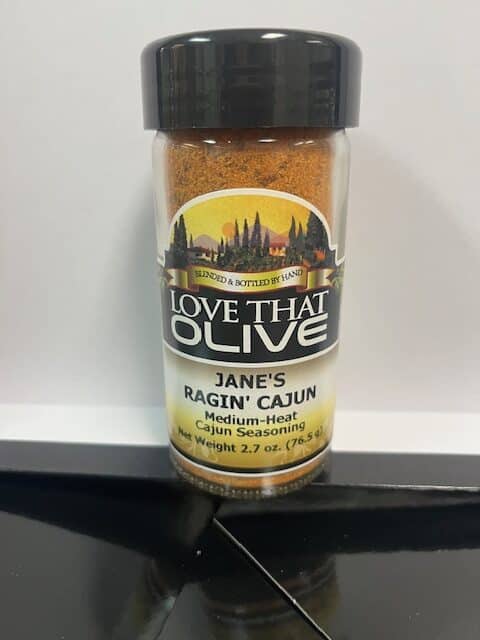 BLENDED & BOTTLED BY HAND
LOVE THAT
OLIVE
JANE'S
RAGIN' CAJUN
Medium-Heat
Cajun Seasoning
Net Weight 2.7 oz. (76.5 g)